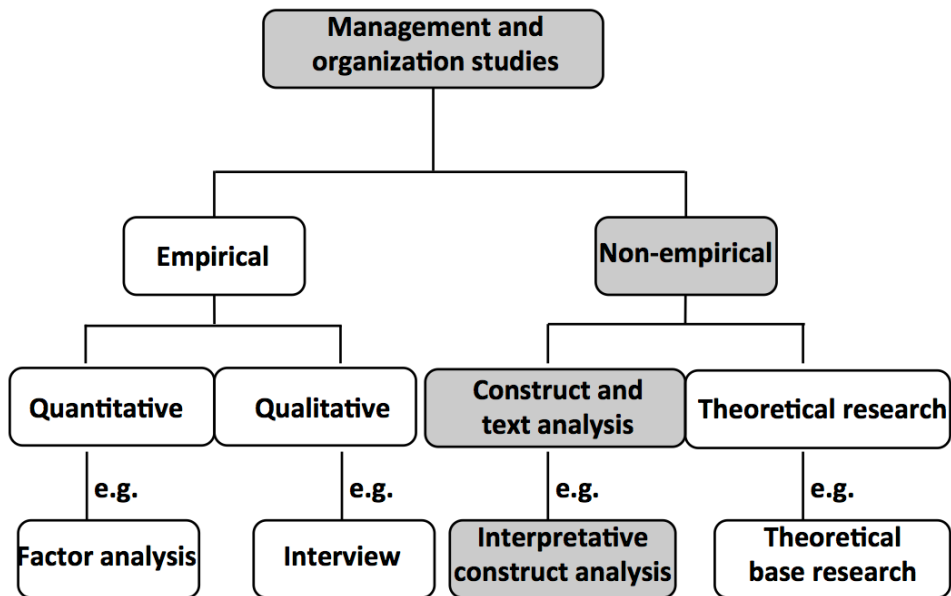 Management and
organization studies
Empirical
Non-empirical
Quantitative
Qualitative
Construct and
text analysis
Theoretical research
e.g.
e.g.
e.g.
e.g.
Factor analysis
Interview
Interpretative
construct analysis
Theoretical
base research